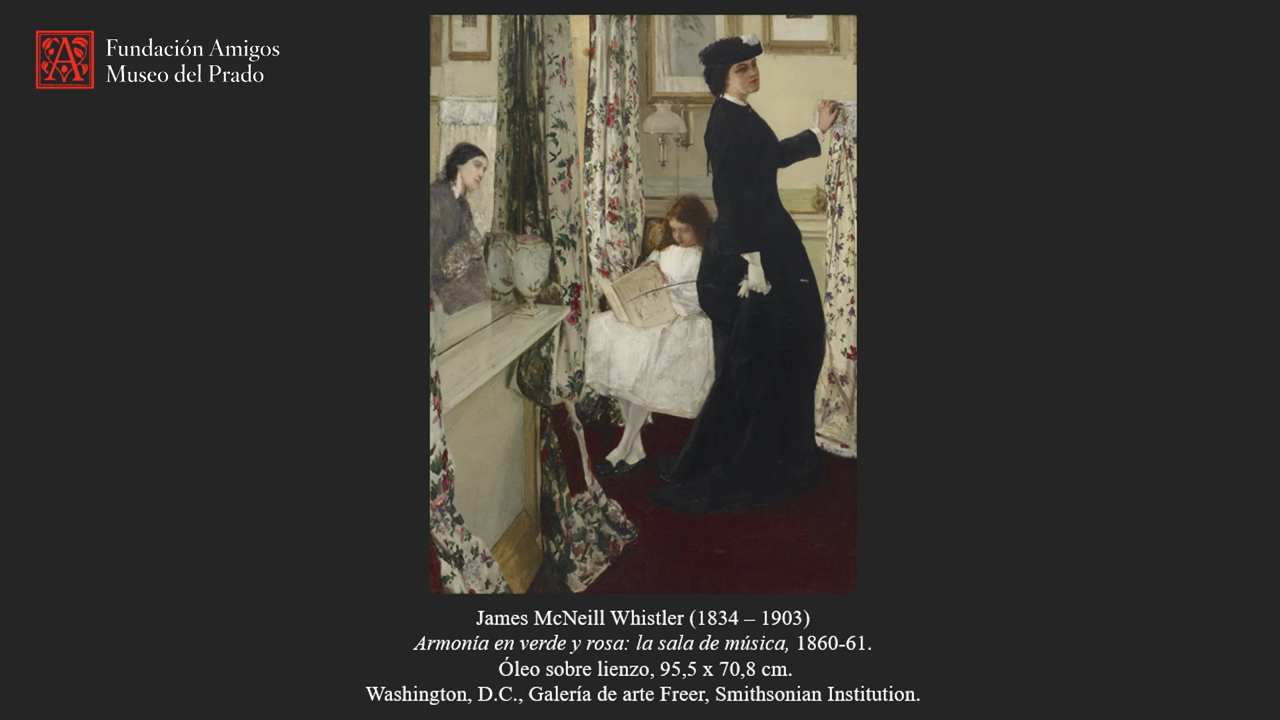 Fundación Amigos
Museo del Prado
James McNeill Whistler (1834 – 1903)
Armonía en verde y rosa: la sala de música, 1860-61.
Óleo sobre lienzo, 95,5 x 70,8 cm.
Washington, D.C., Galería de arte Freer, Smithsonian Institution.